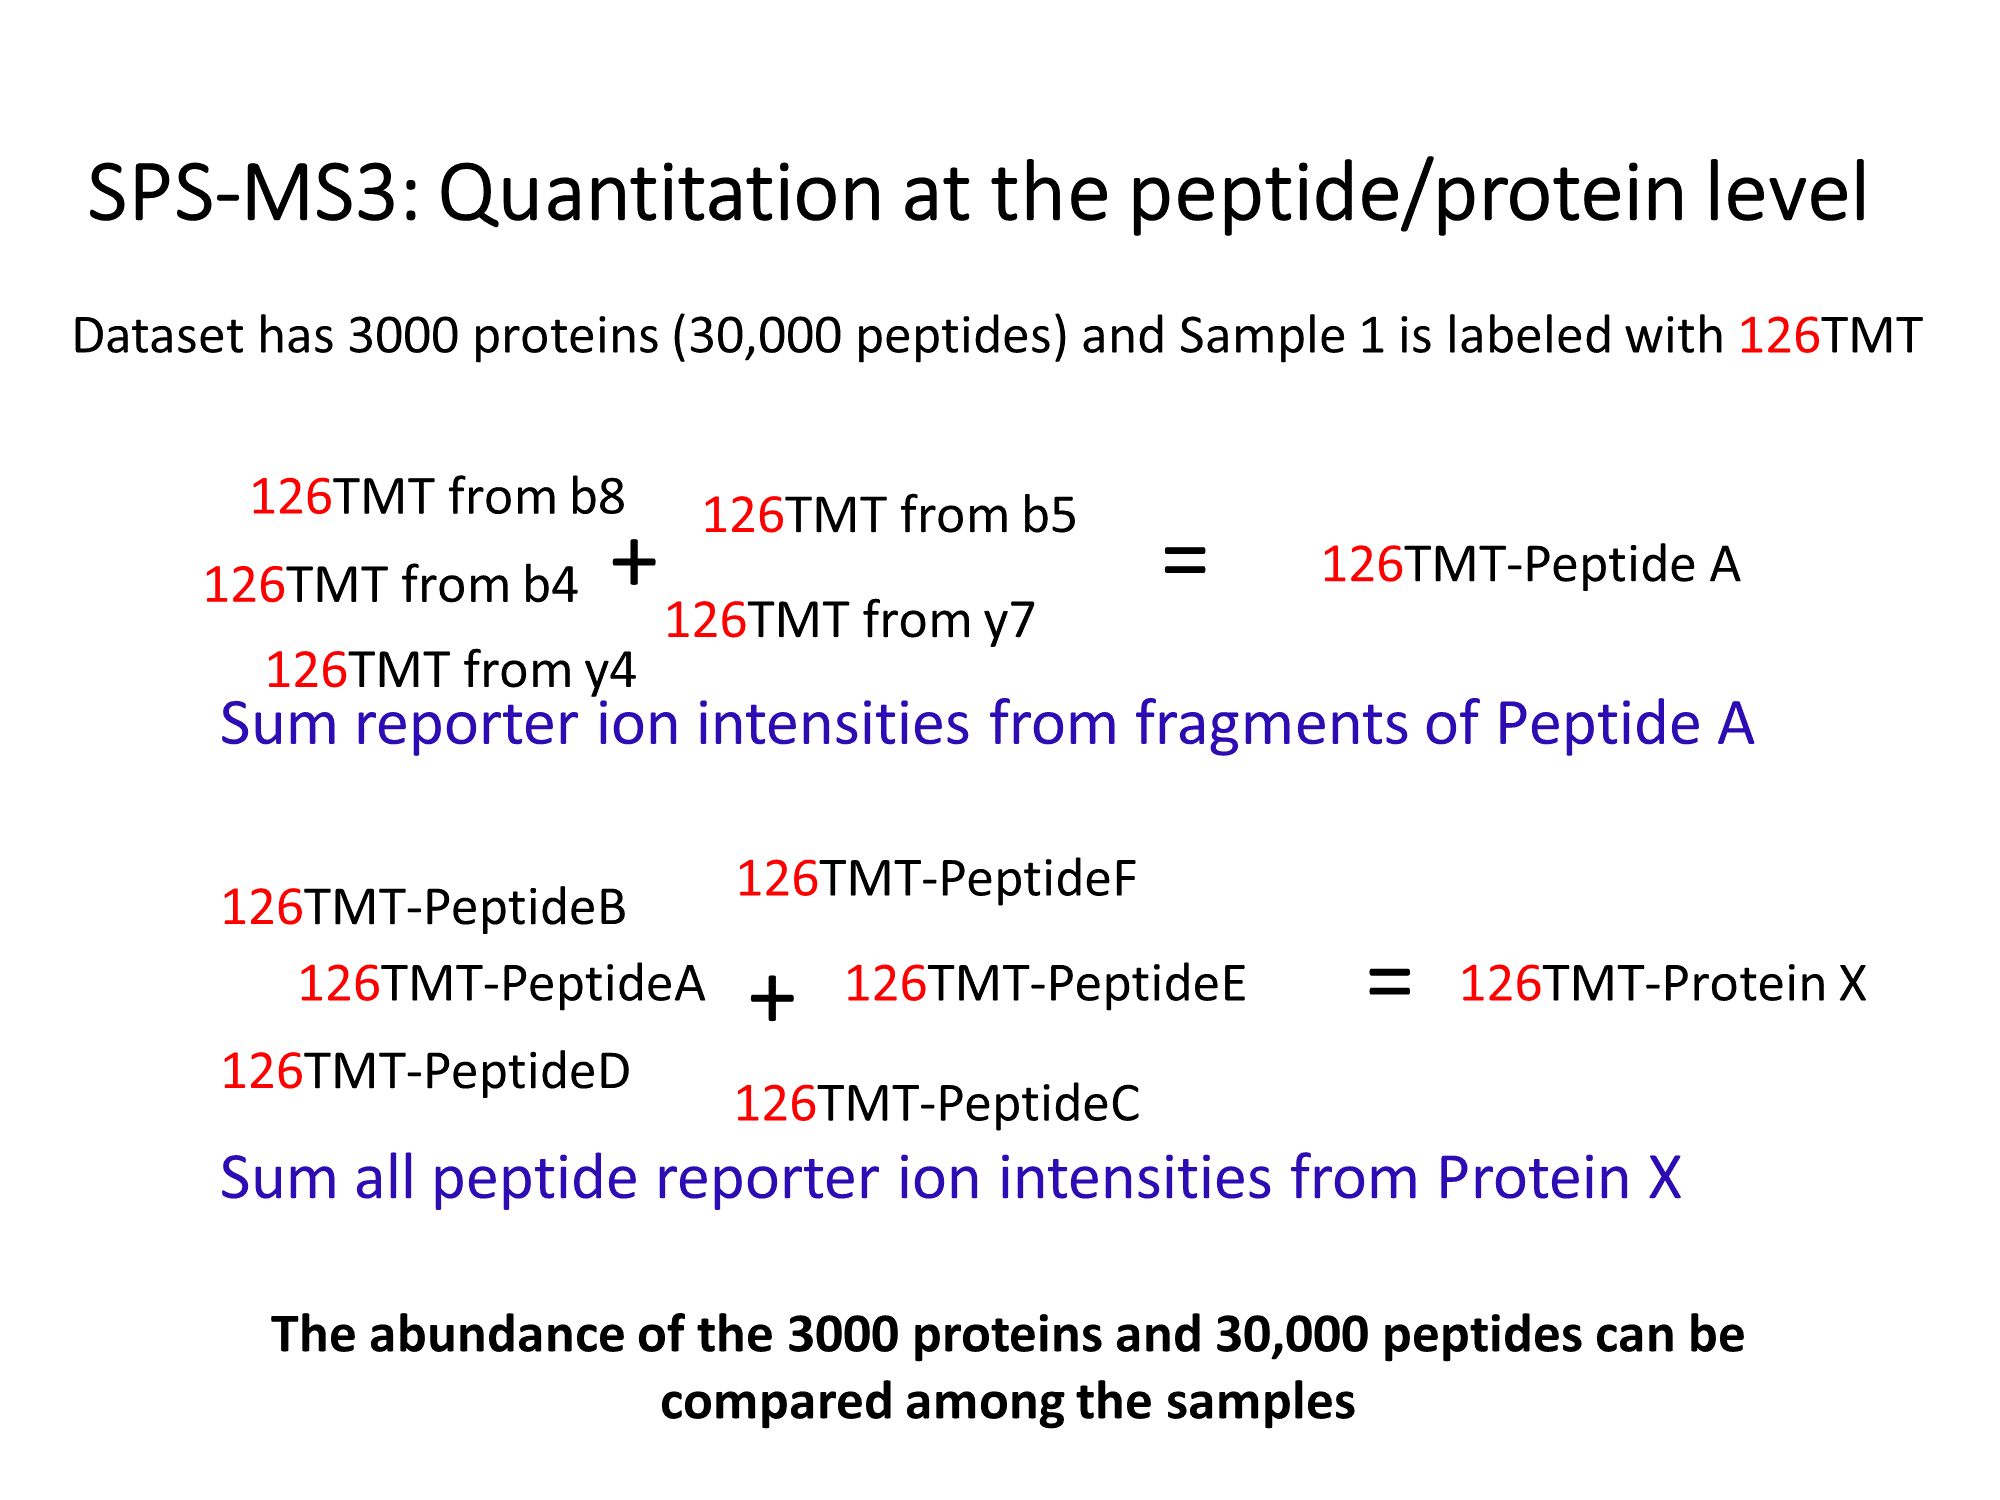 SPS-MS3: Quantitation at the peptide/protein level
Dataset has 3000 proteins (30,000 peptides) and Sample 1 is labeled with 126TMT
126TMT from b8
126TMT from b5
126TMT from b4
+
=
126TMT-Peptide A
126TMT from y7
126TMT from y4
Sum reporter ion intensities from fragments of Peptide A
126TMT-PeptideF
126TMT-PeptideB
126TMT-PeptideA
+
126TMT-PeptideE
=
126TMT-Protein X
126TMT-PeptideD
126TMT-PeptideC
Sum all peptide reporter ion intensities from Protein X
The abundance of the 3000 proteins and 30,000 peptides can be
compared among the samples